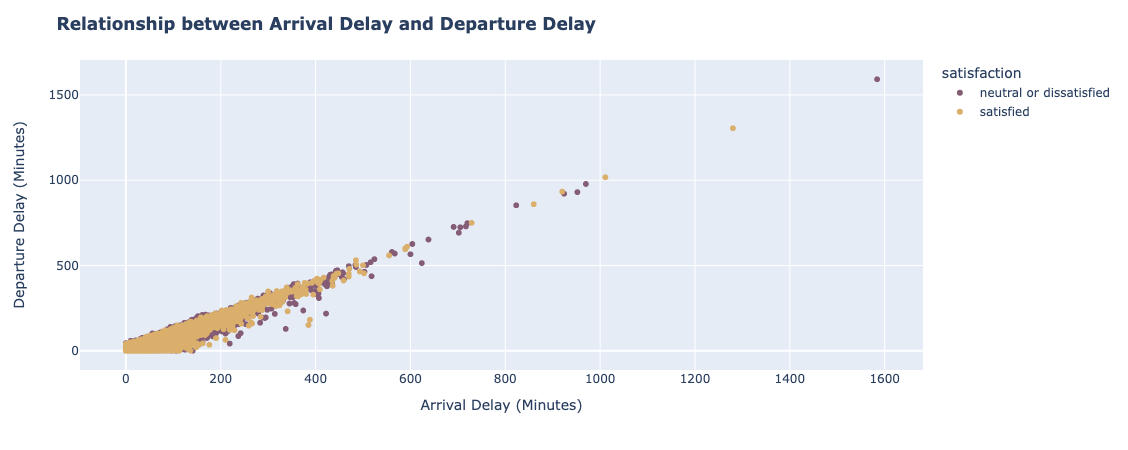 Relationship between Arrival Delay and Departure Delay
satisfaction
neutral or dissatisfied
satisfied
Departure Delay (Minutes)
1500
1000
500
0
0 200 400 600 800 1000 1200 1400 1600
Arrival Delay (Minutes)